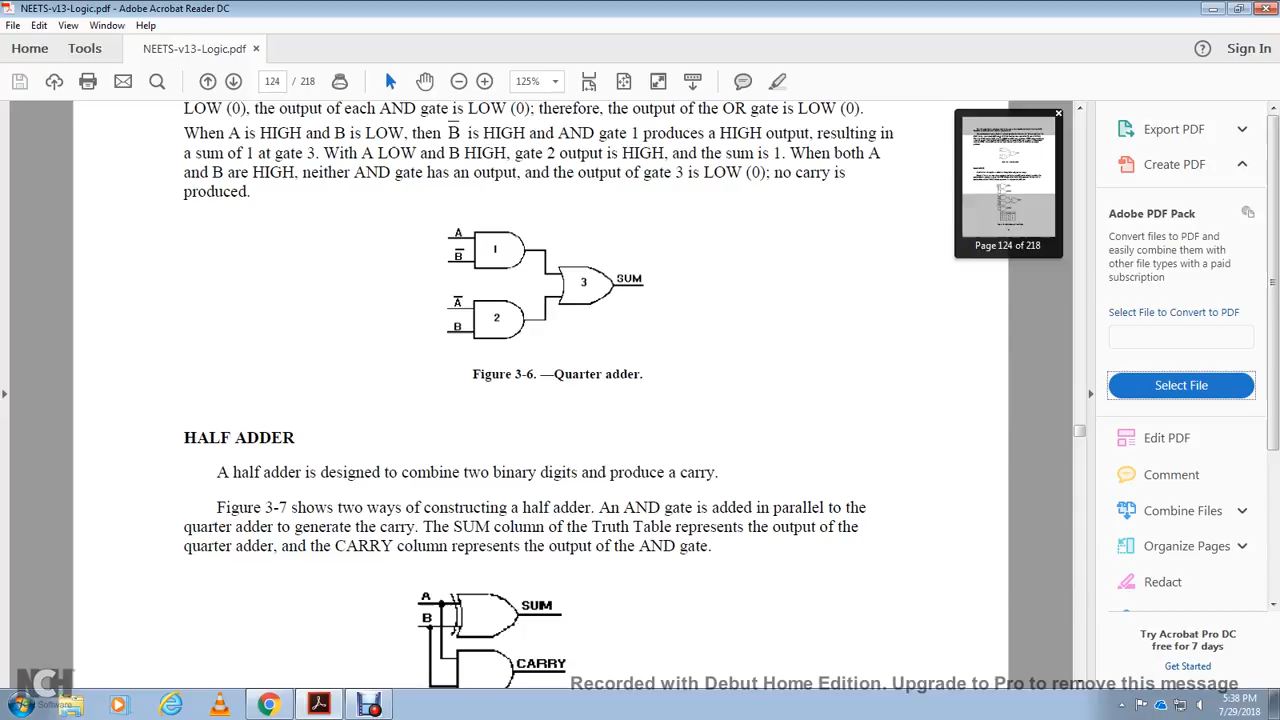 NEETS-v13-Logic.pdf - Adobe Acrobat Reader DC
File Edit View Window Help
Home Tools NEETS-v13-Logic.pdf × Sign In
124 / 218 125%
LOW (0), the output of each AND gate is LOW (0); therefore, the output of the OR gate is LOW (0).
When A is HIGH and B is LOW, then B̅ is HIGH and AND gate 1 produces a HIGH output, resulting in
a sum of 1 at gate 3. With A LOW and B HIGH, gate 2 output is HIGH, and the sum is 1. When both A
and B are HIGH, neither AND gate has an output, and the output of gate 3 is LOW (0); no carry is
produced.
A
B̅
1
A̅
B
2
3
SUM
Figure 3-6. —Quarter adder.
HALF ADDER
A half adder is designed to combine two binary digits and produce a carry.
Figure 3-7 shows two ways of constructing a half adder. An AND gate is added in parallel to the
quarter adder to generate the carry. The SUM column of the Truth Table represents the output of the
quarter adder, and the CARRY column represents the output of the AND gate.
A
B
SUM
CARRY
Page 124 of 218
Export PDF
Create PDF
Adobe PDF Pack
Convert files to PDF and
easily combine them with
other file types with a paid
subscription
Select File to Convert to PDF
Select File
Edit PDF
Comment
Combine Files
Organize Pages
Redact
Try Acrobat Pro DC
free for 7 days
Get Started
NCH
Software
Recorded with Debut Home Edition. Upgrade to Pro to remove this message
5:38 PM
7/29/2018